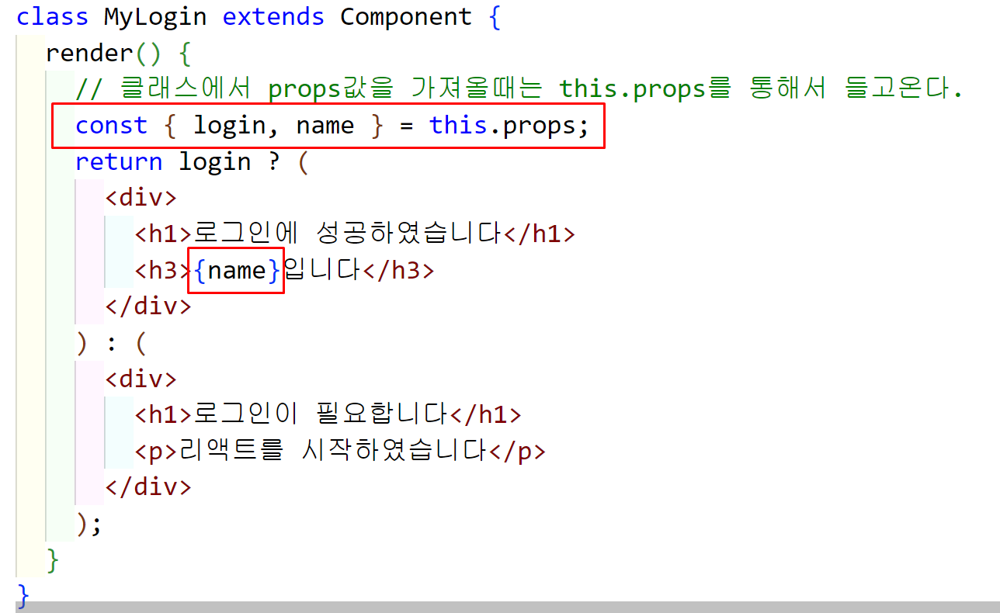 class MyLogin extends Component {
render() {
// 클래스에서 props값을 가져올때는 this.props를 통해서 들고온다.
const { login, name } = this.props;
return login ? (
<div>
<h1>로그인에 성공하였습니다</h1>
<h3>{name}입니다</h3>
</div>
) : (
<div>
<h1>로그인이 필요합니다</h1>
<p>리액트를 시작하였습니다</p>
</div>
);
}
}